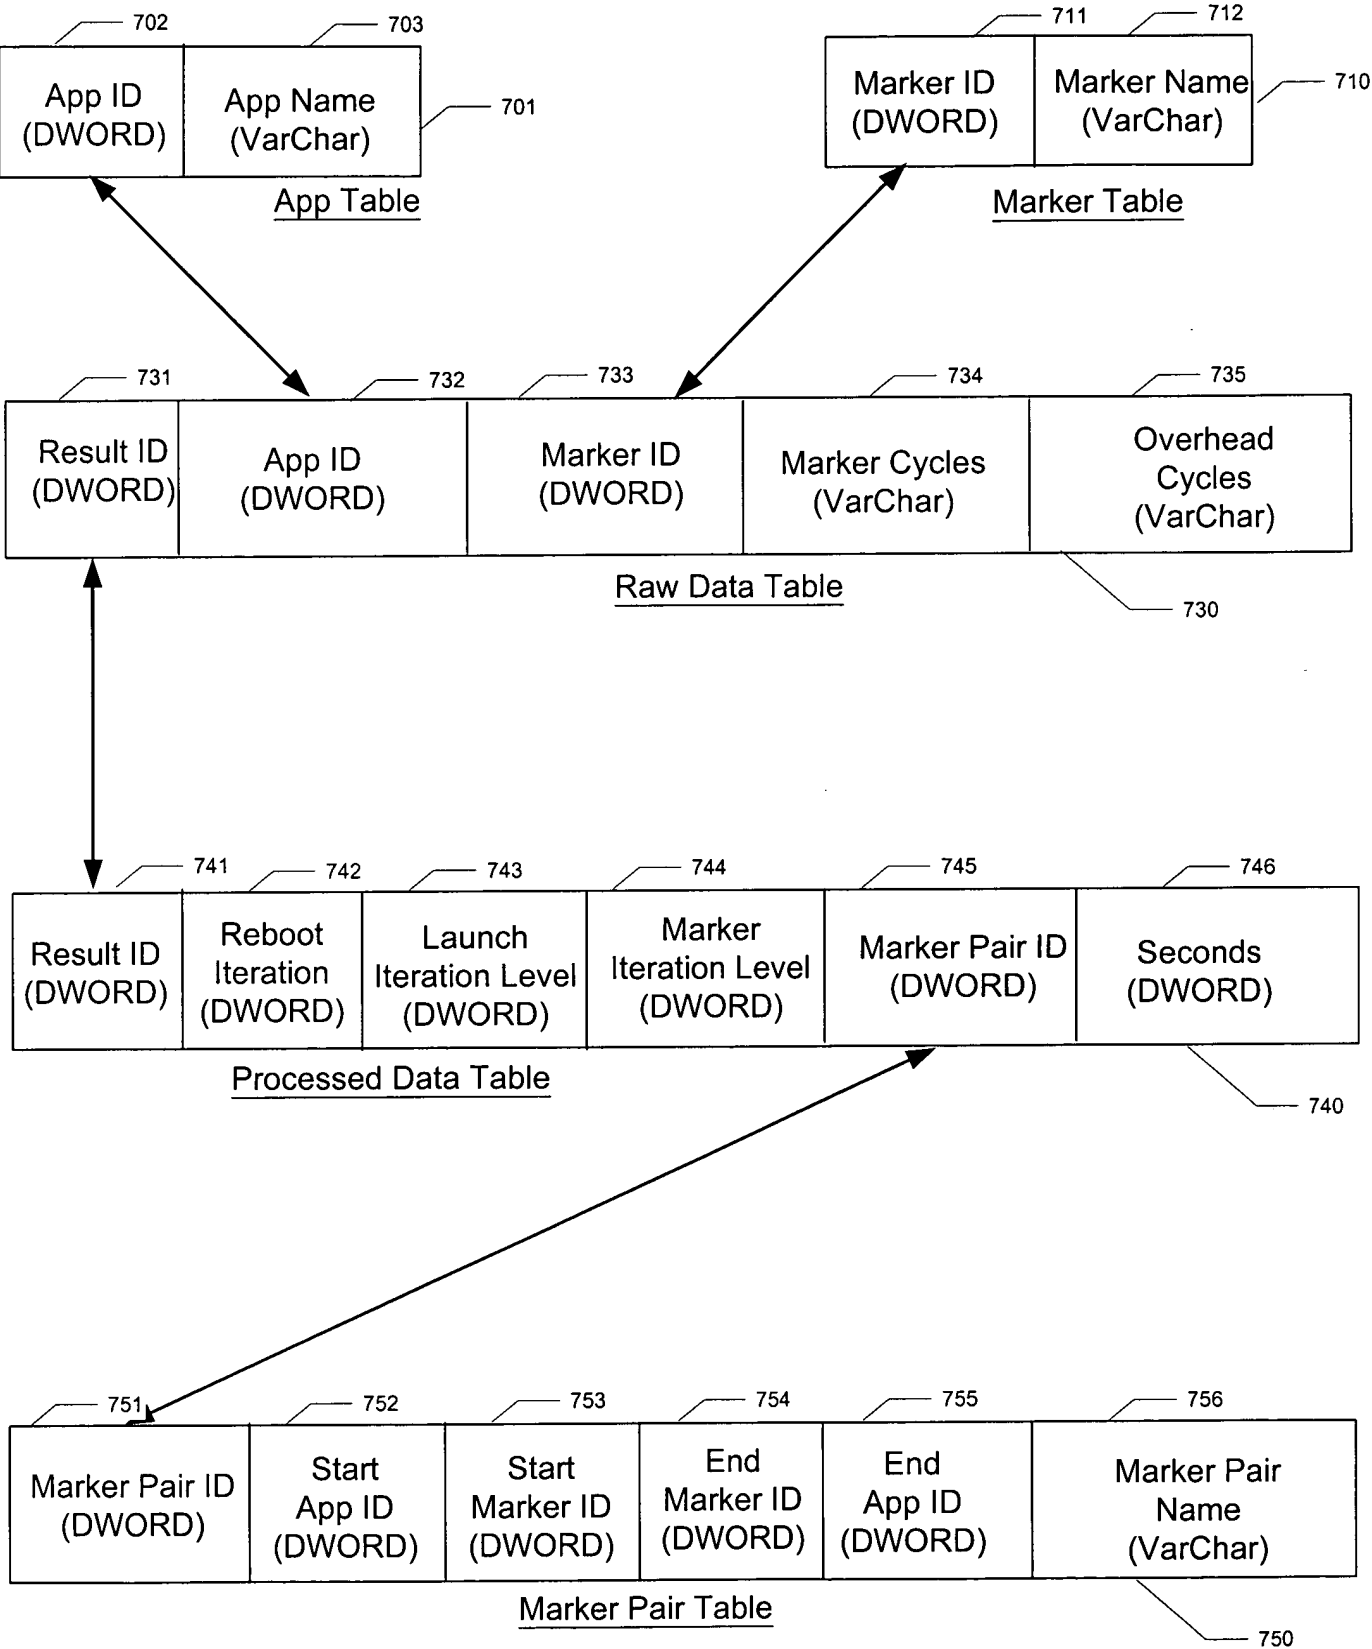 702
703
711
712
App ID
(DWORD)
App Name
(VarChar)
701
Marker ID
(DWORD)
Marker Name
(VarChar)
710
App Table
Marker Table
731
732
733
734
735
Result ID
(DWORD)
App ID
(DWORD)
Marker ID
(DWORD)
Marker Cycles
(VarChar)
Overhead
Cycles
(VarChar)
Raw Data Table
730
741
742
743
744
745
746
Result ID
(DWORD)
Reboot
Iteration
(DWORD)
Launch
Iteration Level
(DWORD)
Marker
Iteration Level
(DWORD)
Marker Pair ID
(DWORD)
Seconds
(DWORD)
Processed Data Table
740
751
752
753
754
755
756
Marker Pair ID
(DWORD)
Start
App ID
(DWORD)
Start
Marker ID
(DWORD)
End
Marker ID
(DWORD)
End
App ID
(DWORD)
Marker Pair
Name
(VarChar)
Marker Pair Table
750